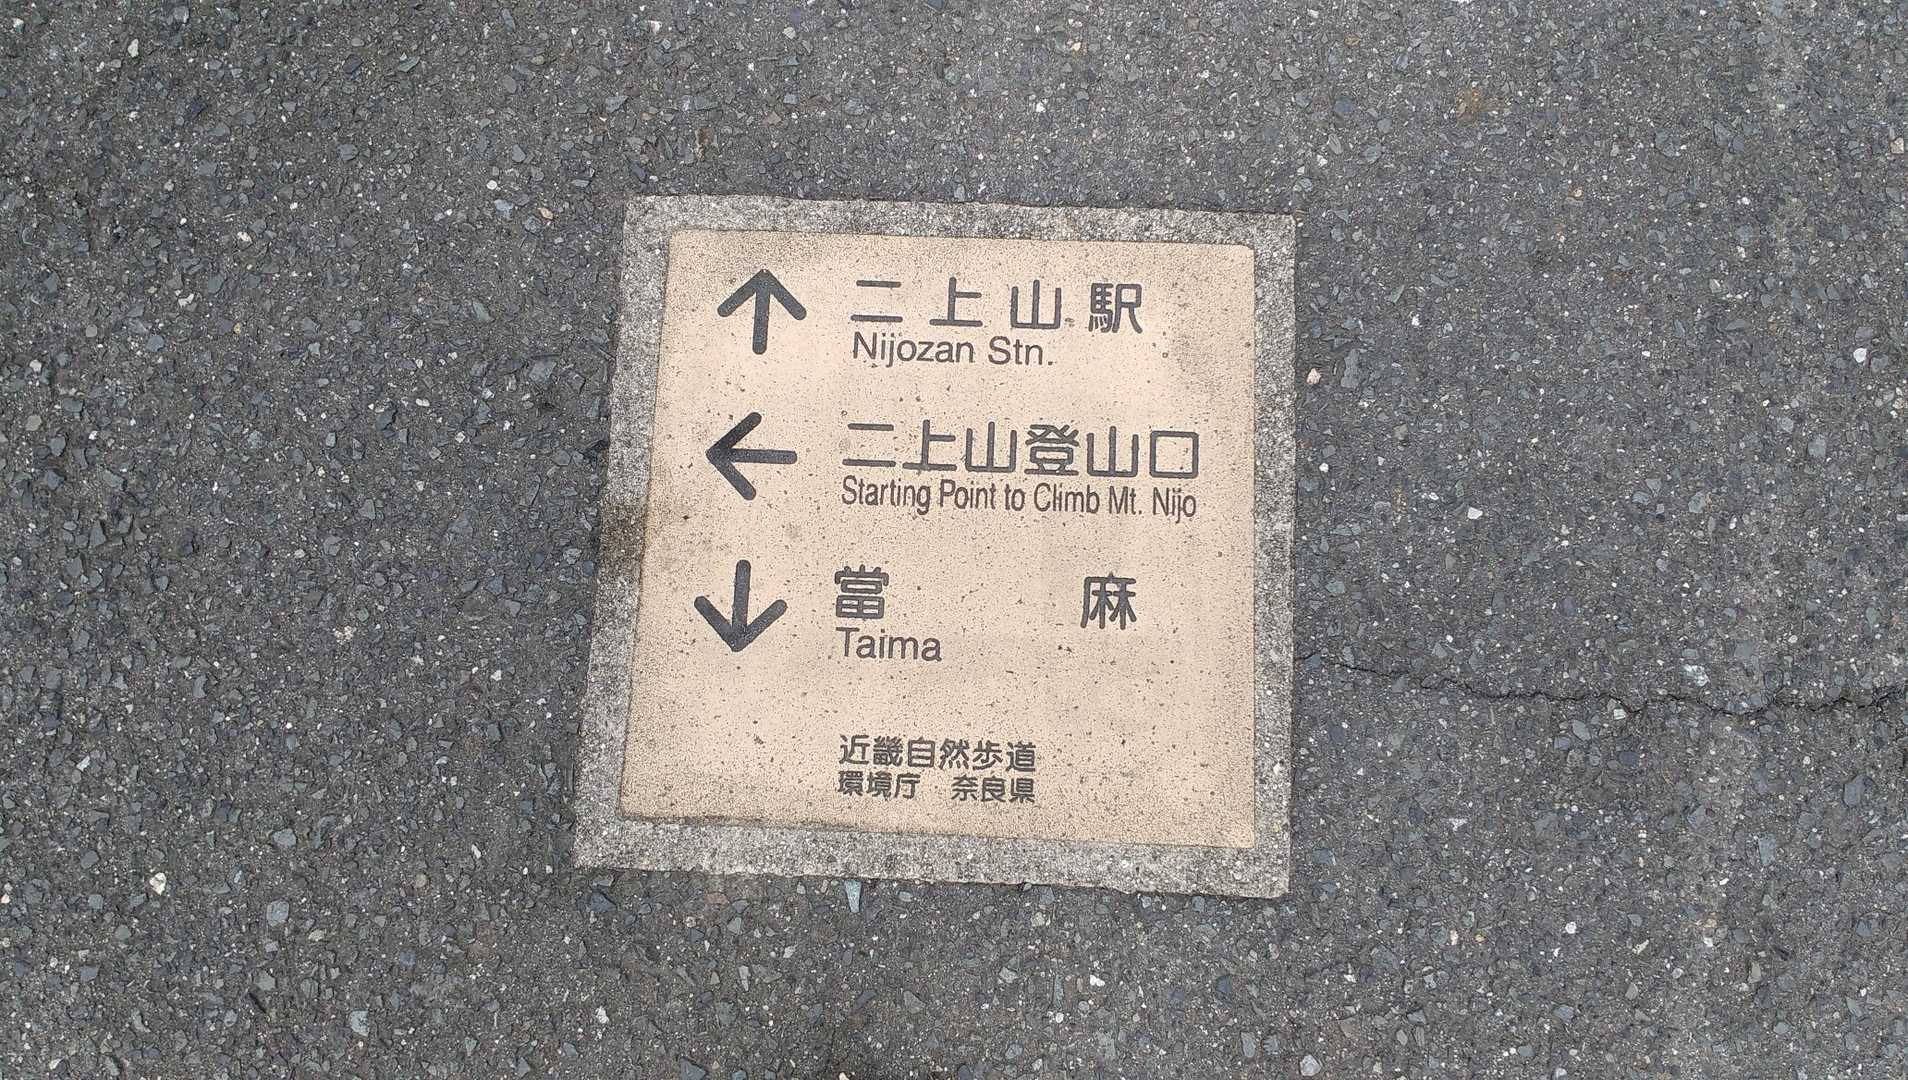 ↑ 二上山駅
Nijozan Stn.
← 二上山登山口
Starting Point to Climb Mt. Nijo
↓ 當麻
Taima
近畿自然歩道
環境庁 奈良県